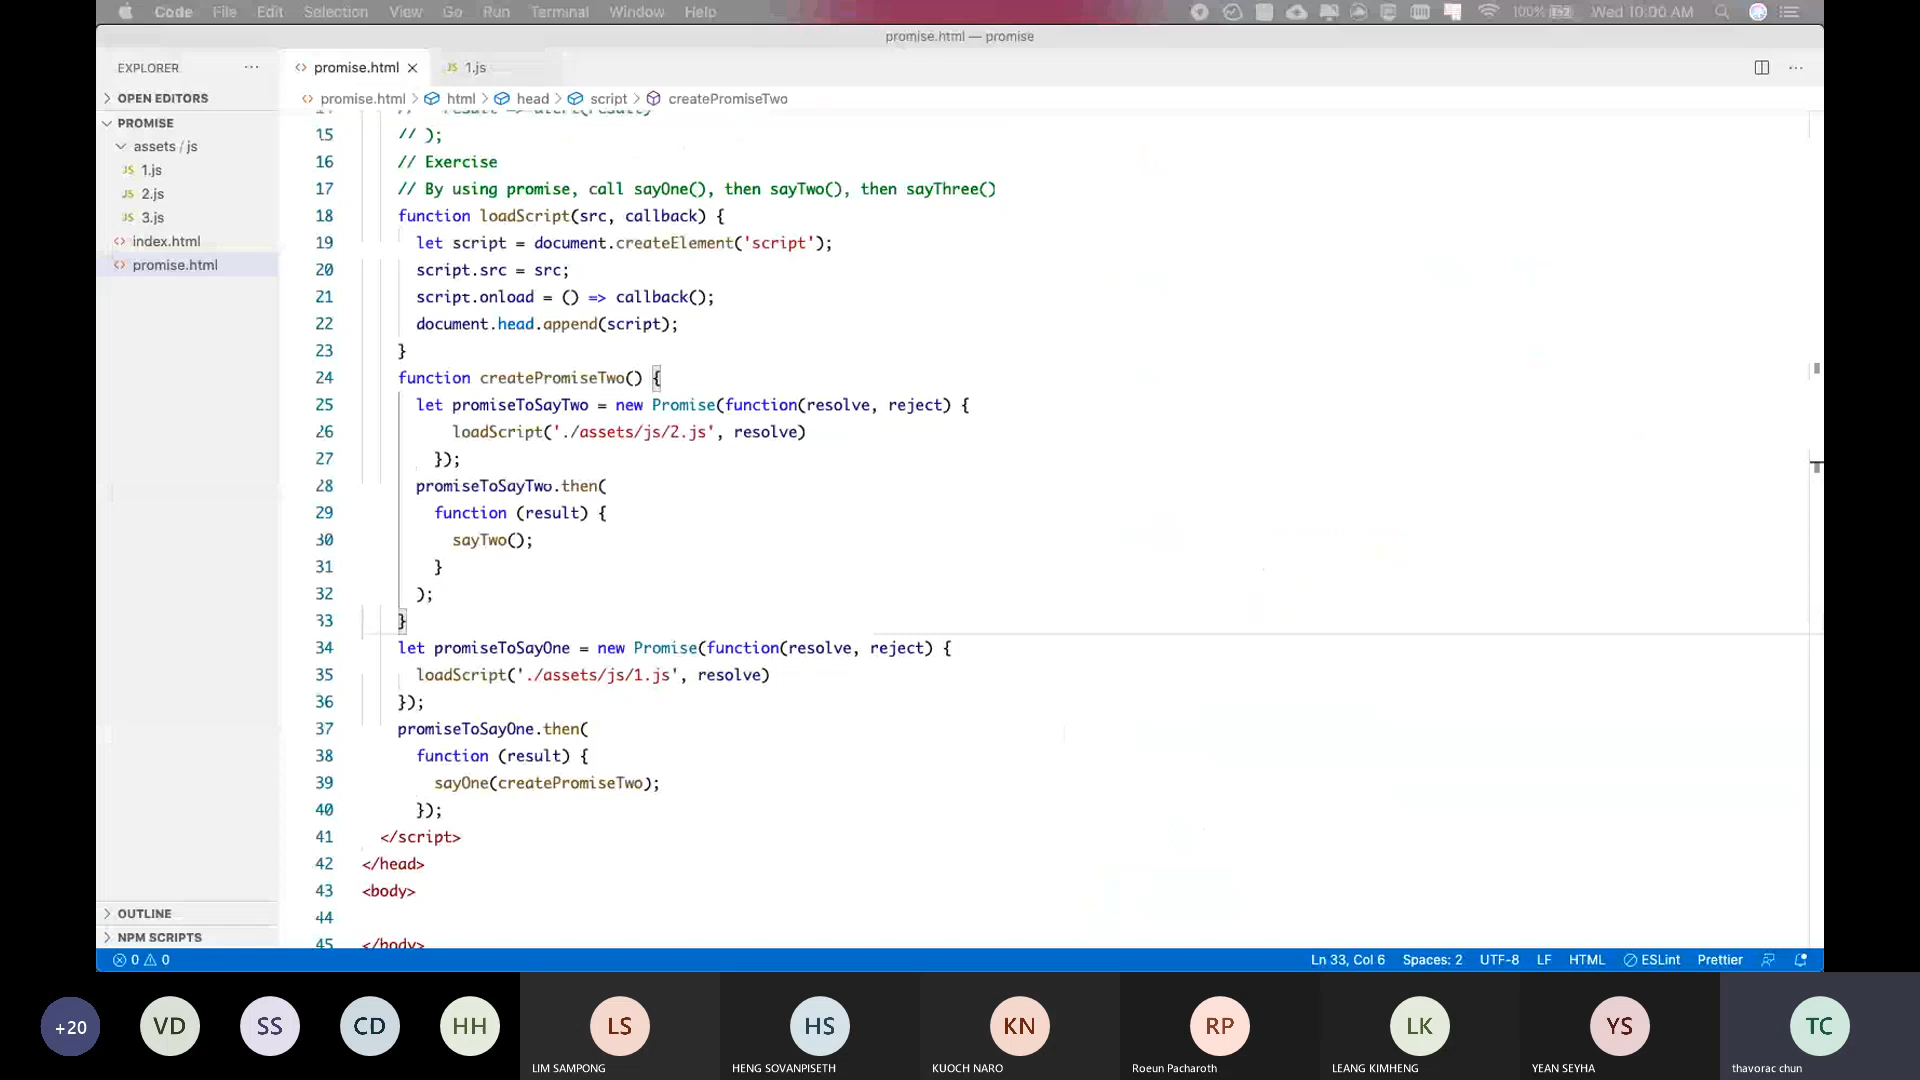 Code File Edit Selection View Go Run Terminal Window Help 100% Wed 10:00 AM
promise.html — promise
EXPLORER ... promise.html JS 1.js ...
OPEN EDITORS promise.html > html > head > script > createPromiseTwo
PROMISE
assets / js
JS 1.js
JS 2.js
JS 3.js
index.html
promise.html
15 // );
16 // Exercise
17 // By using promise, call sayOne(), then sayTwo(), then sayThree()
18 function loadScript(src, callback) {
19 let script = document.createElement('script');
20 script.src = src;
21 script.onload = () => callback();
22 document.head.append(script);
23 }
24 function createPromiseTwo() {
25 let promiseToSayTwo = new Promise(function(resolve, reject) {
26 loadScript('./assets/js/2.js', resolve)
27 });
28 promiseToSayTwo.then(
29 function (result) {
30 sayTwo();
31 }
32 );
33 }
34 let promiseToSayOne = new Promise(function(resolve, reject) {
35 loadScript('./assets/js/1.js', resolve)
36 });
37 promiseToSayOne.then(
38 function (result) {
39 sayOne(createPromiseTwo);
40 });
41 </script>
42 </head>
43 <body>
44
45 </body>
OUTLINE
NPM SCRIPTS
0 0 Ln 33, Col 6 Spaces: 2 UTF-8 LF HTML ESLint Prettier
+20 VD SS CD HH LS HS KN RP LK YS TC
LIM SAMPONG HENG SOVANPISETH KUOCH NARO Roeun Pacharoth LEANG KIMHENG YEAN SEYHA thavorac chun